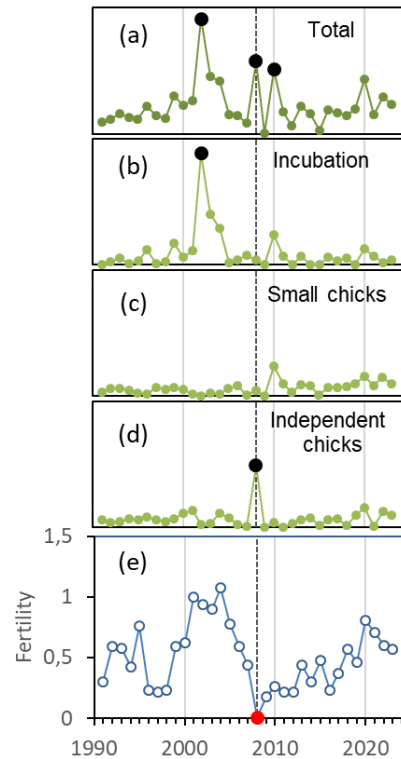 (a) Total
(b) Incubation
(c) Small chicks
(d) Independent
chicks
1,5 (e)
1
Fertility
0,5
0
1990 2000 2010 2020